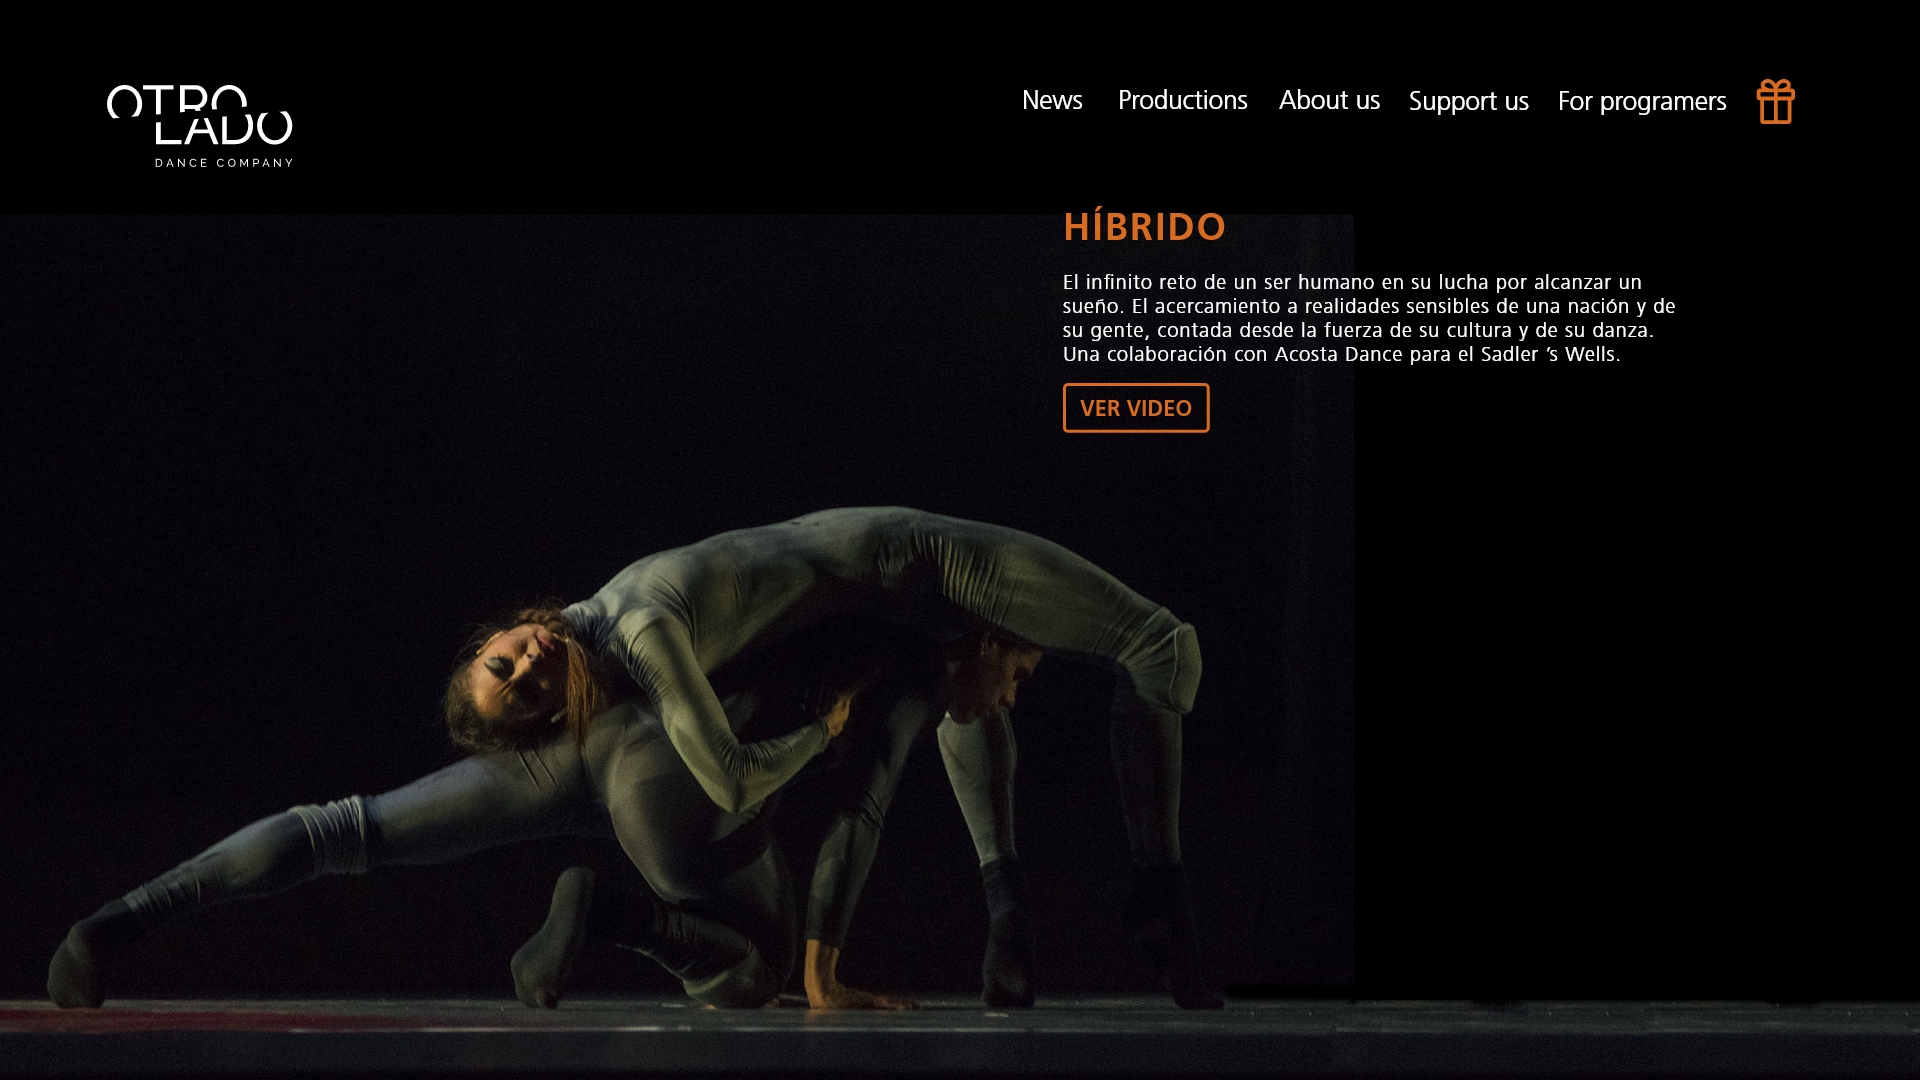 OTRO
LADO
DANCE COMPANY
News Productions About us Support us For programers
HÍBRIDO
El infinito reto de un ser humano en su lucha por alcanzar un
sueño. El acercamiento a realidades sensibles de una nación y de
su gente, contada desde la fuerza de su cultura y de su danza.
Una colaboración con Acosta Dance para el Sadler ’s Wells.
VER VIDEO